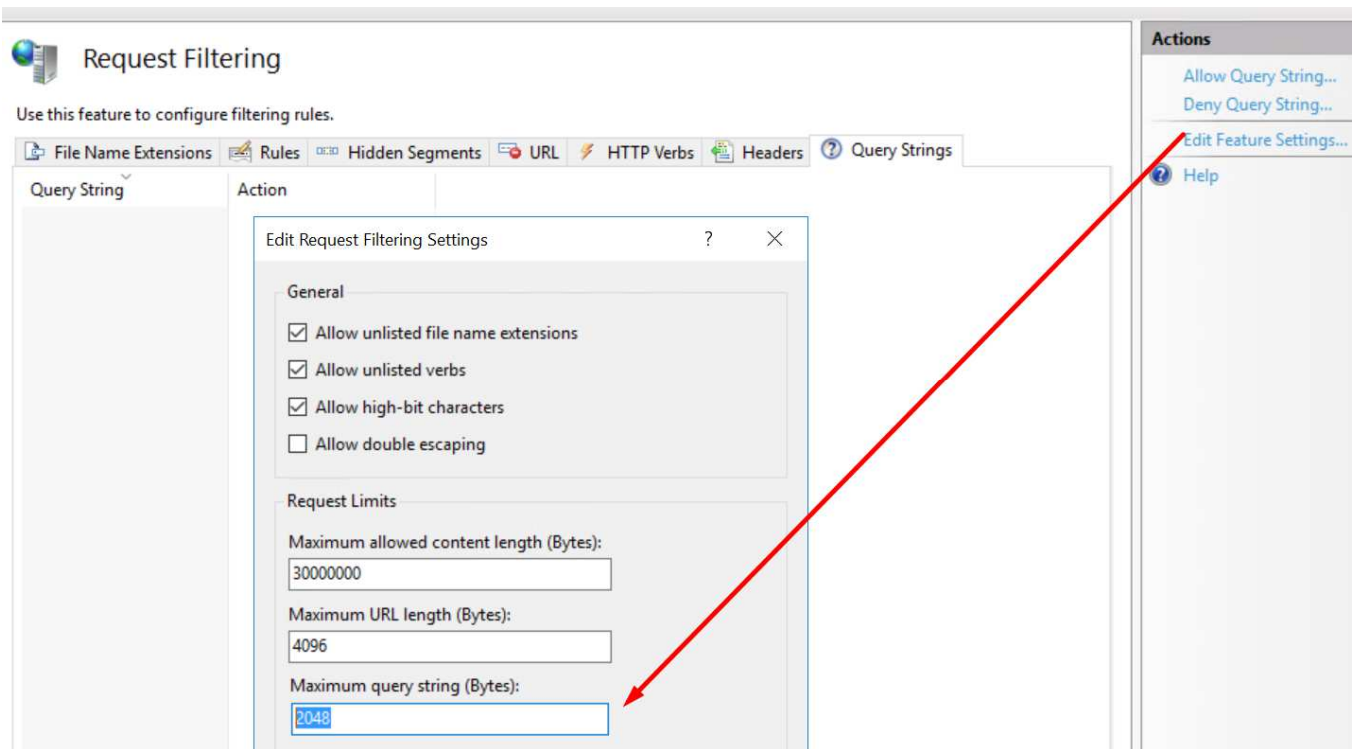 Request Filtering
Use this feature to configure filtering rules.
File Name Extensions Rules Hidden Segments URL HTTP Verbs Headers Query Strings
Query String Action
Edit Request Filtering Settings ?
General
Allow unlisted file name extensions
Allow unlisted verbs
Allow high-bit characters
Allow double escaping
Request Limits
Maximum allowed content length (Bytes):
30000000
Maximum URL length (Bytes):
4096
Maximum query string (Bytes):
2048
Actions
Allow Query String...
Deny Query String...
Edit Feature Settings...
Help